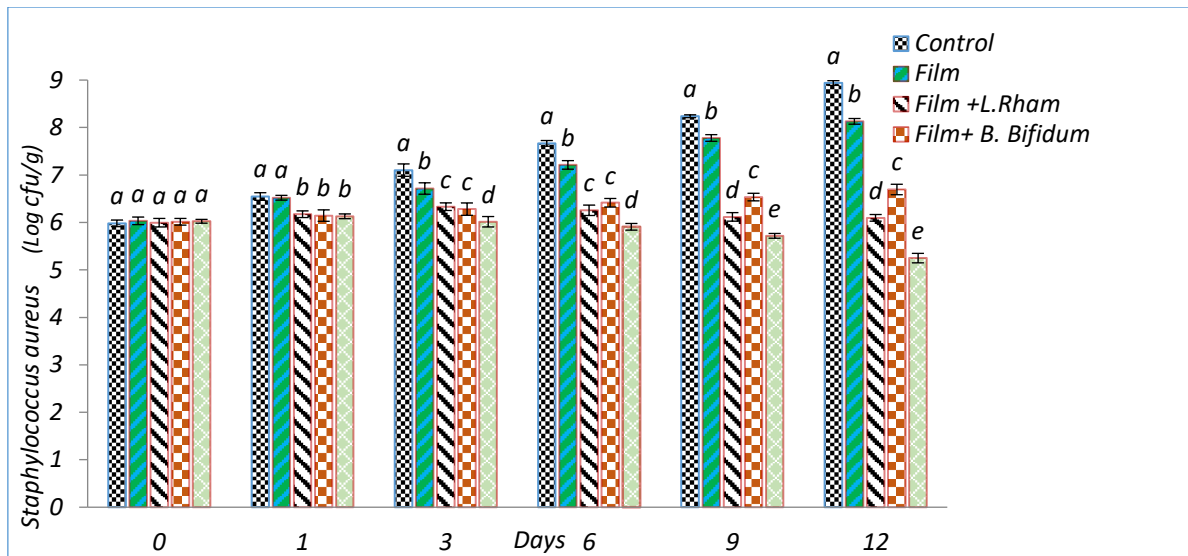 Control
Film
Film +L.Rham
Film+ B. Bifidum
Staphylococcus aureus (Log cfu/g)
9
8
7
6
5
4
3
2
1
0
a a a a a
a a b b b
a b c c d
a b c c d
a b d c e
a b d c e
0 1 3 Days 6 9 12